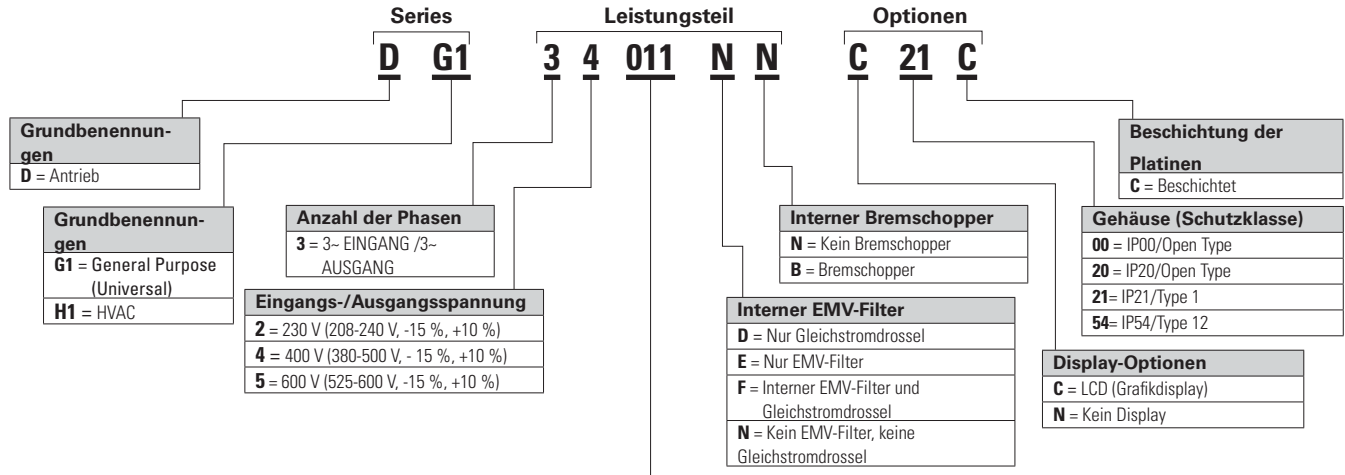 Series Leistungsteil Optionen
D G1 3 4 011 N N C 21 C
Grundbenennun-
gen
D = Antrieb
Grundbenennun-
gen
G1 = General Purpose
(Universal)
H1 = HVAC
Anzahl der Phasen
3 = 3~ EINGANG /3~
AUSGANG
Eingangs-/Ausgangsspannung
2 = 230 V (208-240 V, -15 %, +10 %)
4 = 400 V (380-500 V, - 15 %, +10 %)
5 = 600 V (525-600 V, -15 %, +10 %)
Interner Bremschopper
N = Kein Bremschopper
B = Bremschopper
Interner EMV-Filter
D = Nur Gleichstromdrossel
E = Nur EMV-Filter
F = Interner EMV-Filter und
Gleichstromdrossel
N = Kein EMV-Filter, keine
Gleichstromdrossel
Beschichtung der
Platinen
C = Beschichtet
Gehäuse (Schutzklasse)
00 = IP00/Open Type
20 = IP20/Open Type
21= IP21/Type 1
54= IP54/Type 12
Display-Optionen
C = LCD (Grafikdisplay)
N = Kein Display